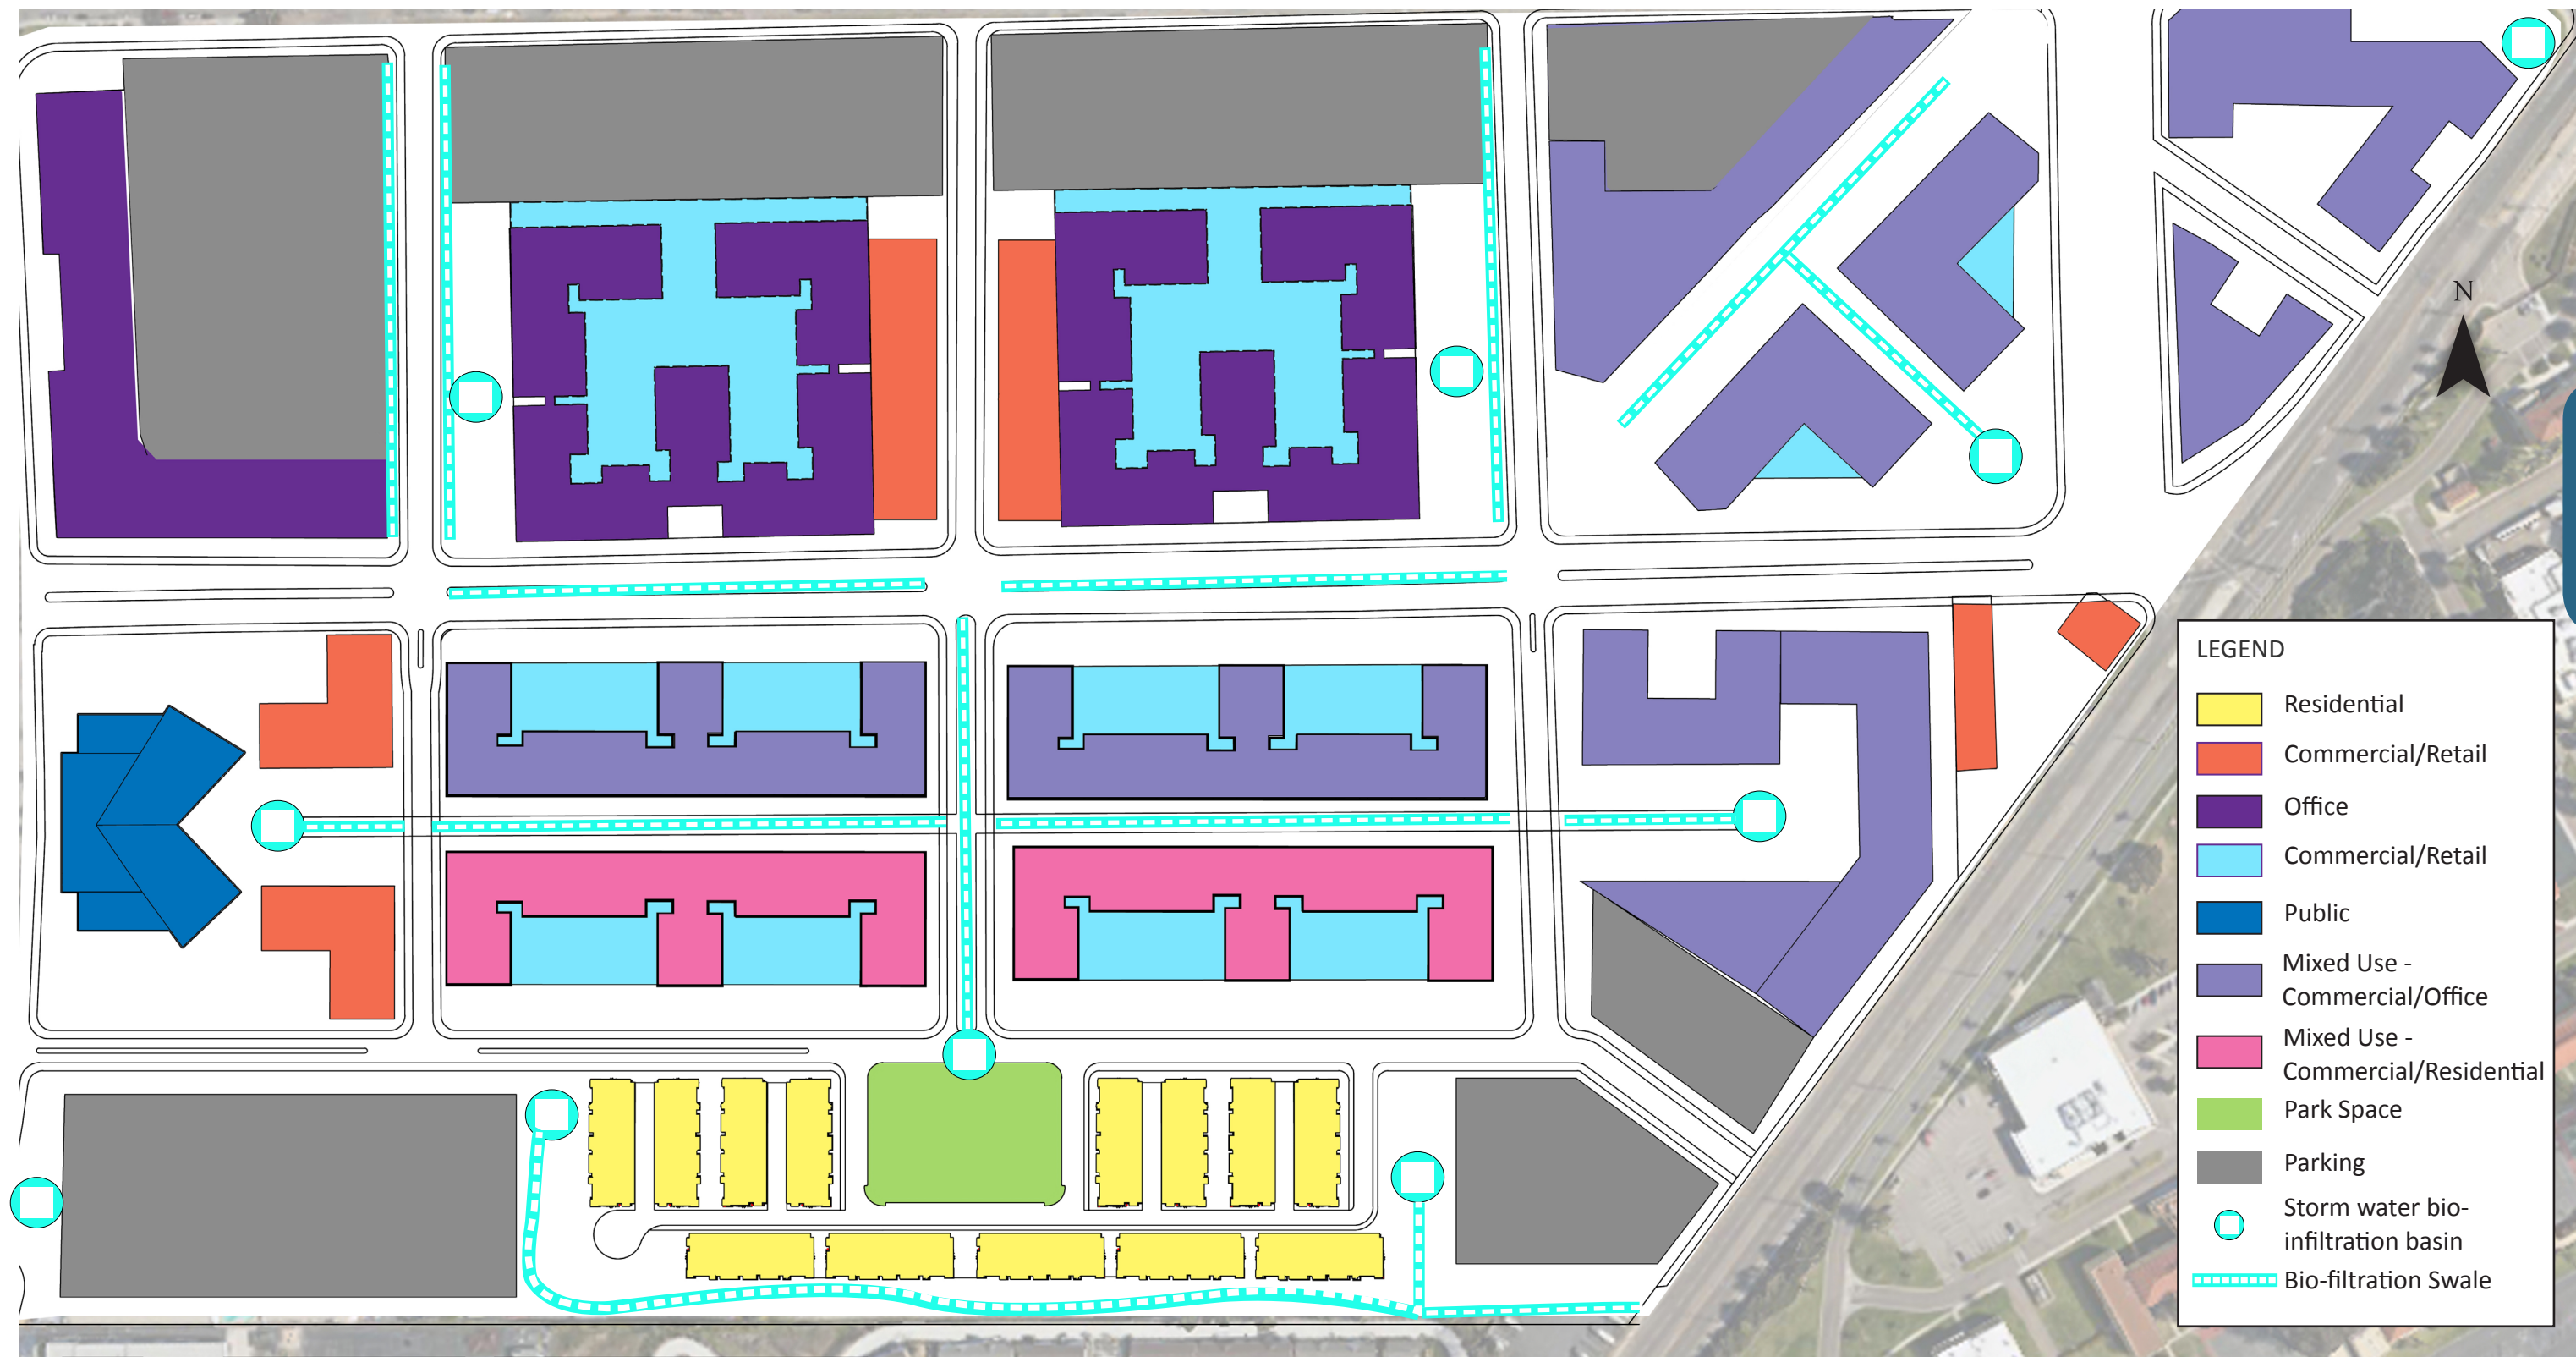 N
LEGEND
Residential
Commercial/Retail
Office
Commercial/Retail
Public
Mixed Use -
Commercial/Office
Mixed Use -
Commercial/Residential
Park Space
Parking
Storm water bio-
infiltration basin
Bio-filtration Swale